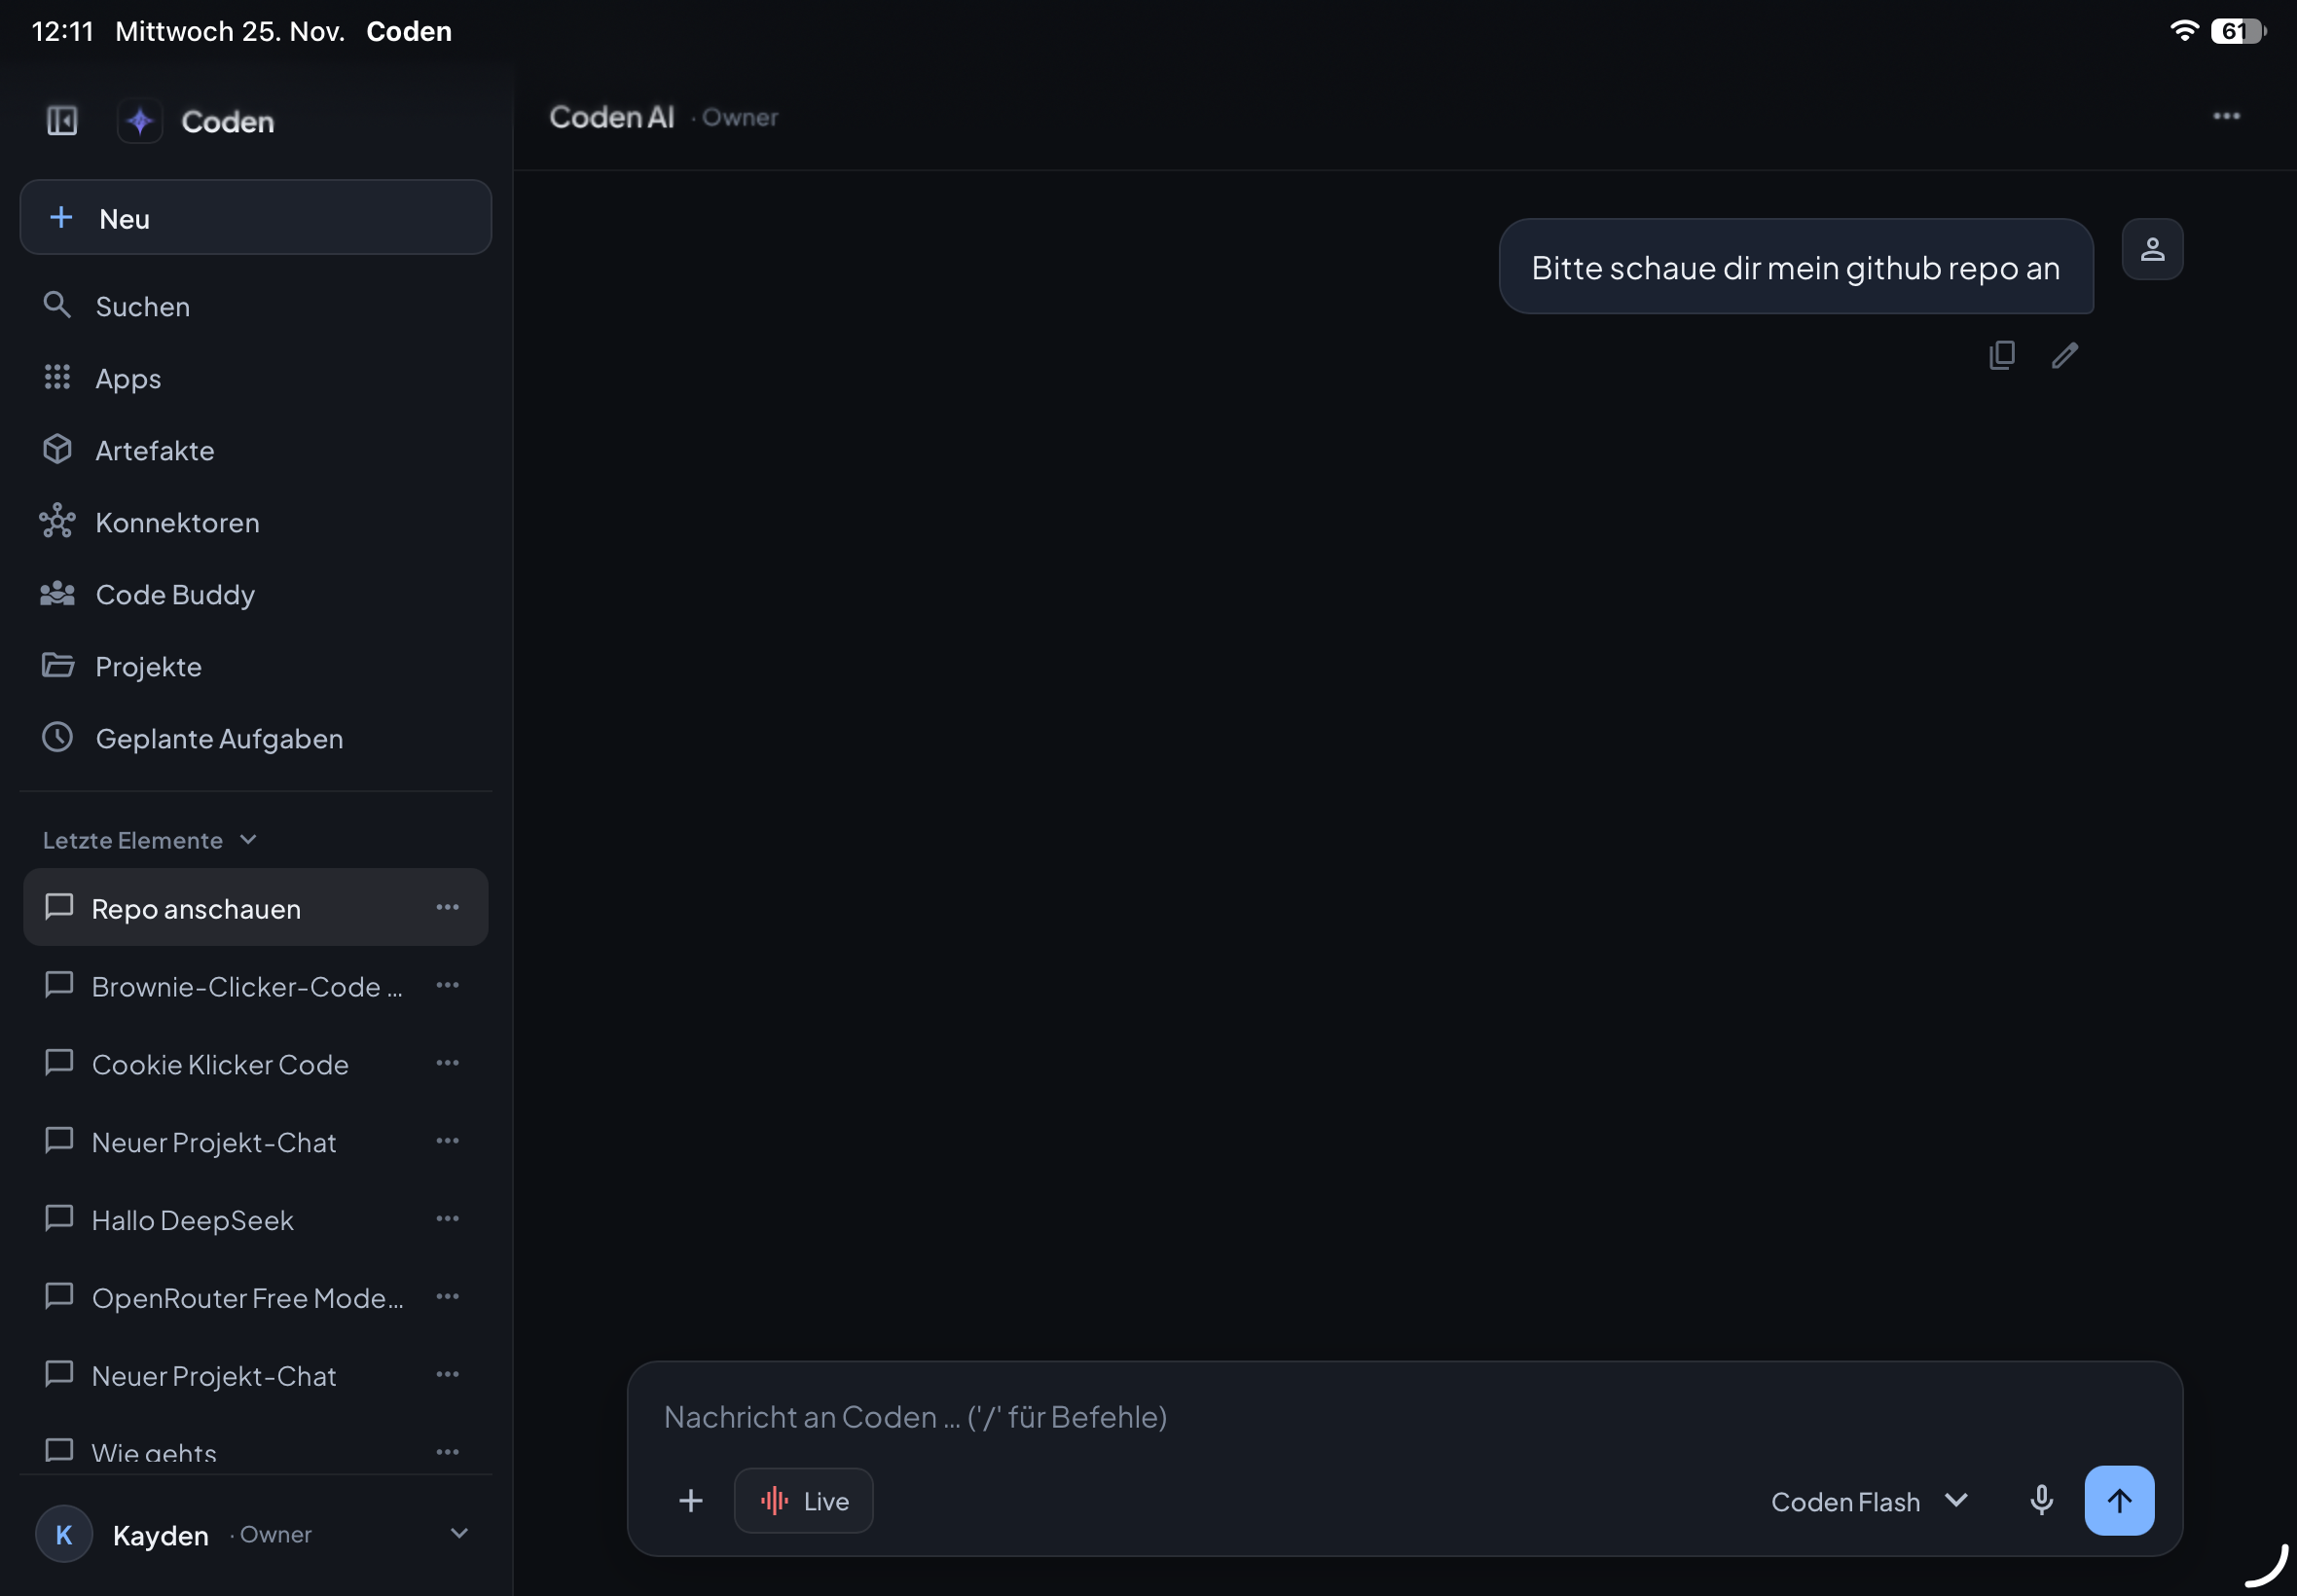 12:11 Mittwoch 25. Nov. Coden
61
Coden
Neu
Suchen
Apps
Artefakte
Konnektoren
Code Buddy
Projekte
Geplante Aufgaben
Letzte Elemente
Repo anschauen
Brownie-Clicker-Code ...
Cookie Klicker Code
Neuer Projekt-Chat
Hallo DeepSeek
OpenRouter Free Mode...
Neuer Projekt-Chat
Wie gehts
K Kayden · Owner
Coden AI · Owner
Bitte schaue dir mein github repo an
Nachricht an Coden ... ('/' für Befehle)
Live
Coden Flash